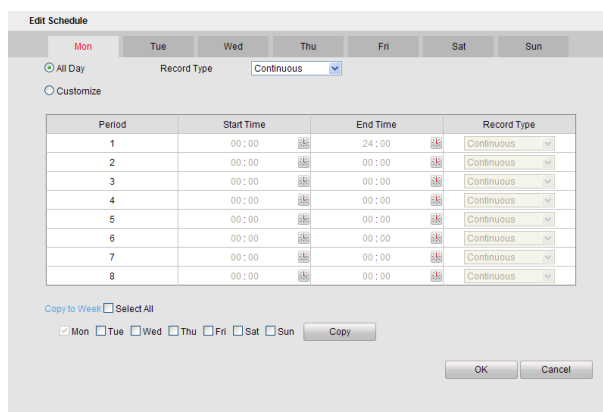 Edit Schedule
Mon Tue Wed Thu Fri Sat Sun
All Day Record Type Continuous
Customize
Period Start Time End Time Record Type
1 00:00 24:00 Continuous
2 00:00 00:00 Continuous
3 00:00 00:00 Continuous
4 00:00 00:00 Continuous
5 00:00 00:00 Continuous
6 00:00 00:00 Continuous
7 00:00 00:00 Continuous
8 00:00 00:00 Continuous
Copy to Week Select All
Mon Tue Wed Thu Fri Sat Sun Copy
OK Cancel